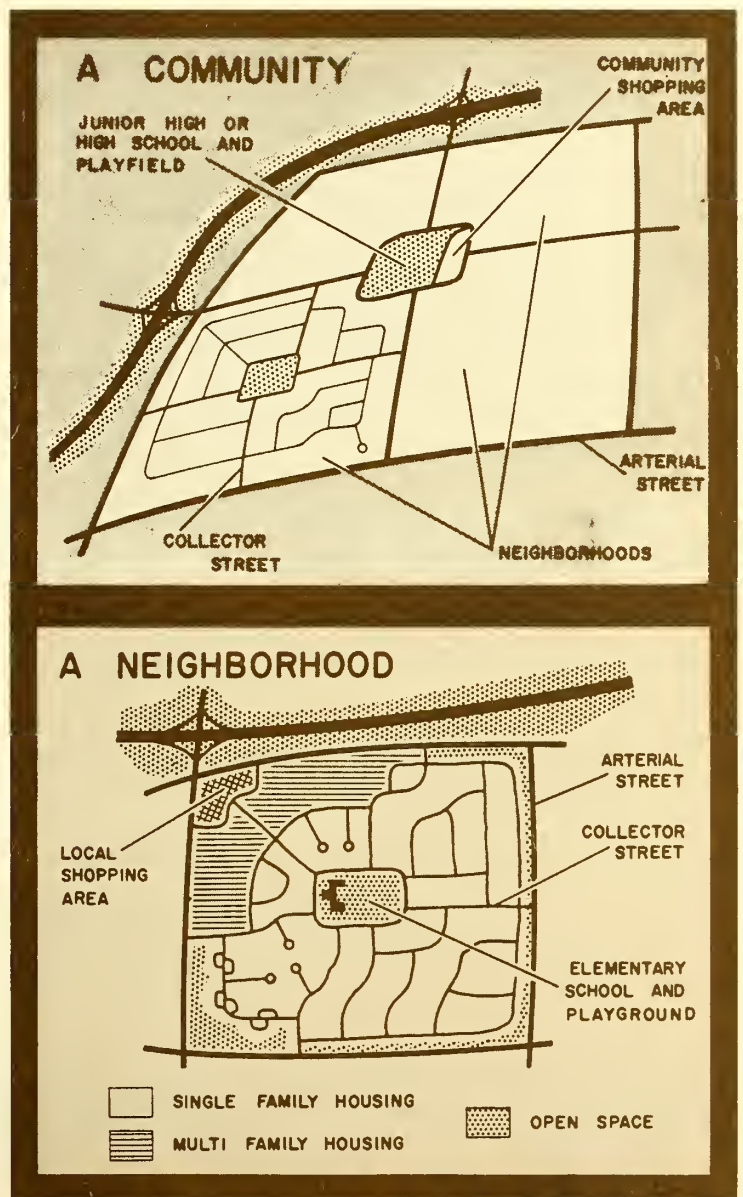 A COMMUNITY
COMMUNITY
SHOPPING
AREA
JUNIOR HIGH OR
HIGH SCHOOL AND
PLAYFIELD
ARTERIAL
STREET
COLLECTOR
STREET
NEIGHBORHOODS
A NEIGHBORHOOD
ARTERIAL
STREET
COLLECTOR
STREET
LOCAL
SHOPPING
AREA
ELEMENTARY
SCHOOL AND
PLAYGROUND
SINGLE FAMILY HOUSING
OPEN SPACE
MULTI FAMILY HOUSING